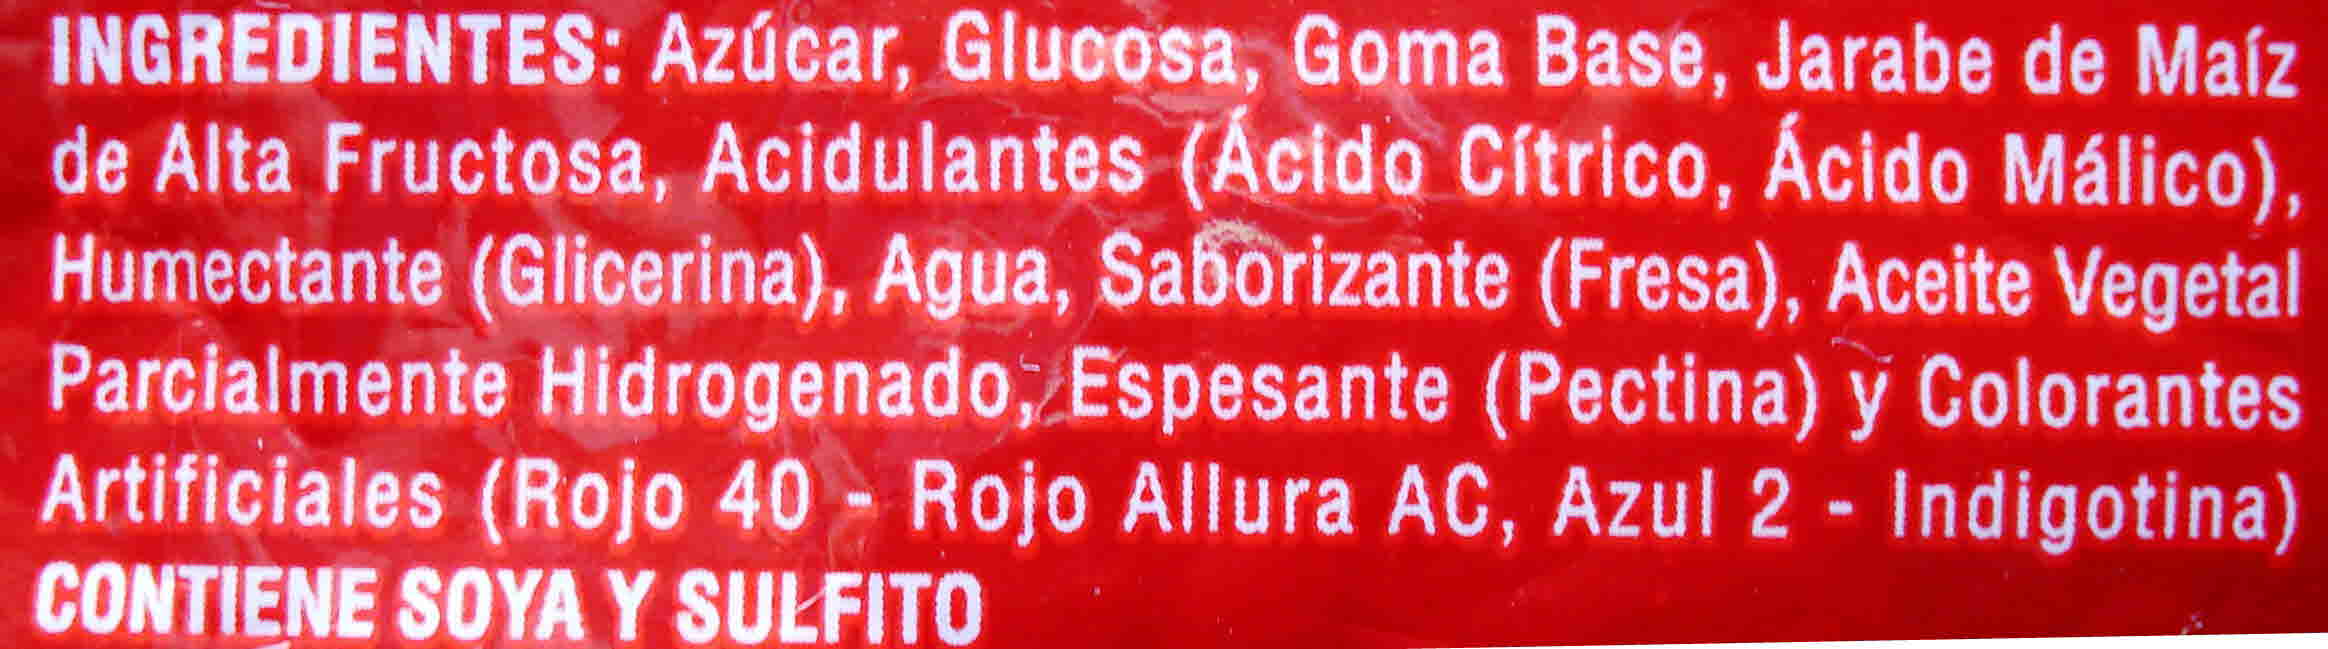 INGREDIENTES: Azúcar, Glucosa, Goma Base, Jarabe de Maíz
de Alta Fructosa, Acidulantes (Ácido Cítrico, Ácido Málico),
Humectante (Glicerina), Agua, Saborizante (Fresa), Aceite Vegetal
Parcialmente Hidrogenado, Espesante (Pectina) y Colorantes
Artificiales (Rojo 40 - Rojo Allura AC, Azul 2 - Indigotina)
CONTIENE SOYA Y SULFITO